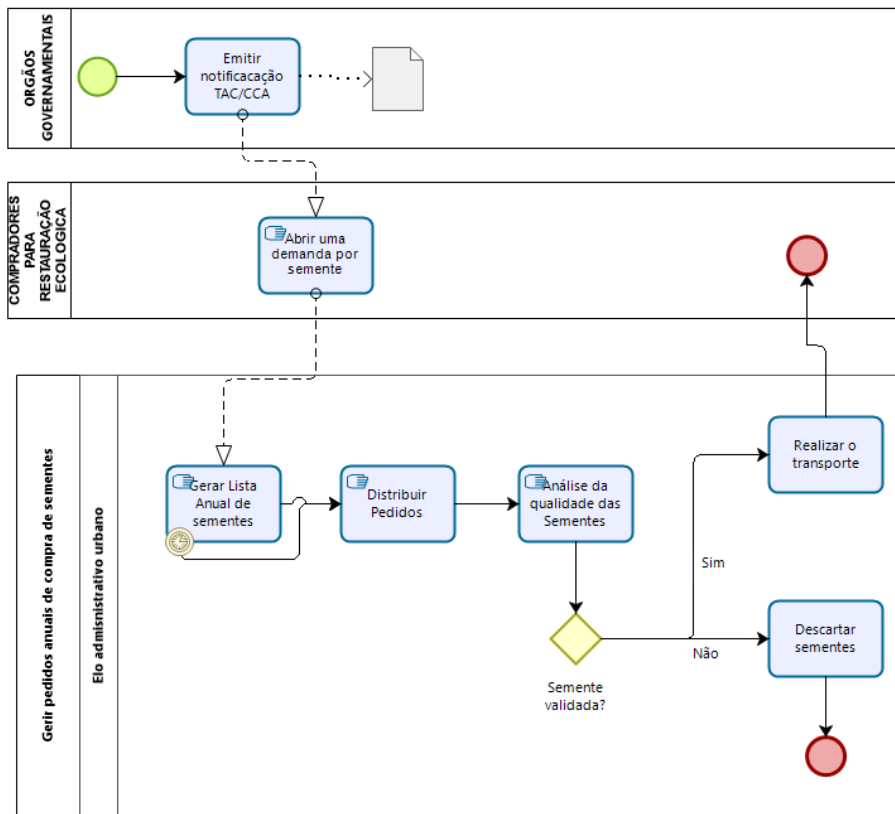 ORGÃOS
GOVERNAMENTAIS
Emitir
notificacação
TAC/CCA
COMPRADORES
PARA
RESTAURAÇÃO
ECOLOGICA
Abrir uma
demanda por
semente
Gerir pedidos anuais de compra de sementes
Elo admisnistrativo urbano
Gerar Lista
Anual de
sementes
Distribuir
Pedidos
Análise da
qualidade das
Sementes
Realizar o
transporte
Sim
Não
Semente
validada?
Descartar
sementes